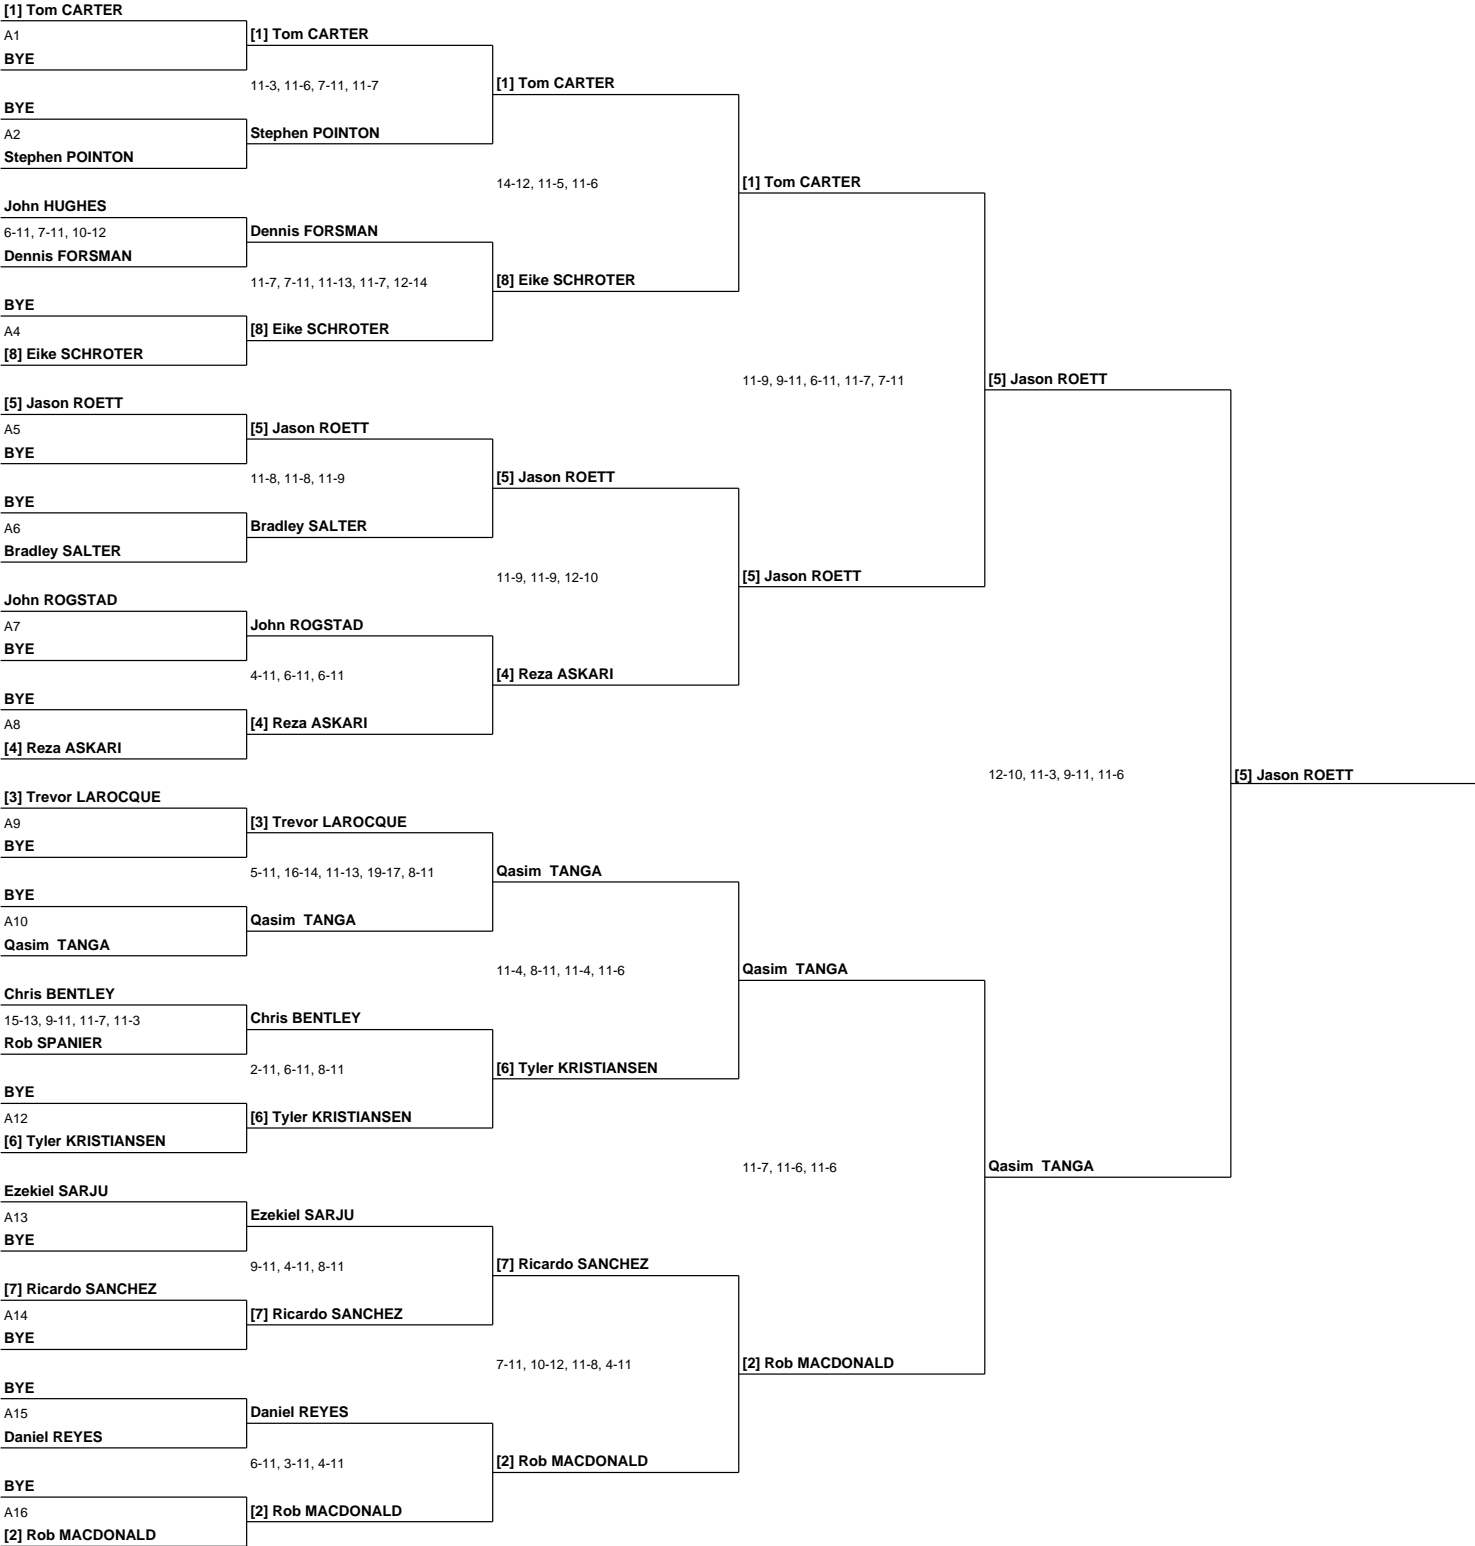 [1] Tom CARTER
A1
BYE
BYE
A2
Stephen POINTON
John HUGHES
6-11, 7-11, 10-12
Dennis FORSMAN
BYE
A4
[8] Eike SCHROTER
[5] Jason ROETT
A5
BYE
BYE
A6
Bradley SALTER
John ROGSTAD
A7
BYE
BYE
A8
[4] Reza ASKARI
[3] Trevor LAROCQUE
A9
BYE
BYE
A10
Qasim  TANGA
Chris BENTLEY
15-13, 9-11, 11-7, 11-3
Rob SPANIER
BYE
A12
[6] Tyler KRISTIANSEN
Ezekiel SARJU
A13
BYE
[7] Ricardo SANCHEZ
A14
BYE
BYE
A15
Daniel REYES
BYE
A16
[2] Rob MACDONALD
[1] Tom CARTER
11-3, 11-6, 7-11, 11-7
Stephen POINTON
Dennis FORSMAN
11-7, 7-11, 11-13, 11-7, 12-14
[8] Eike SCHROTER
[5] Jason ROETT
11-8, 11-8, 11-9
Bradley SALTER
John ROGSTAD
4-11, 6-11, 6-11
[4] Reza ASKARI
[3] Trevor LAROCQUE
5-11, 16-14, 11-13, 19-17, 8-11
Qasim  TANGA
Chris BENTLEY
2-11, 6-11, 8-11
[6] Tyler KRISTIANSEN
Ezekiel SARJU
9-11, 4-11, 8-11
[7] Ricardo SANCHEZ
Daniel REYES
6-11, 3-11, 4-11
[2] Rob MACDONALD
[1] Tom CARTER
14-12, 11-5, 11-6
[8] Eike SCHROTER
[5] Jason ROETT
11-9, 11-9, 12-10
[4] Reza ASKARI
Qasim  TANGA
11-4, 8-11, 11-4, 11-6
[6] Tyler KRISTIANSEN
[7] Ricardo SANCHEZ
7-11, 10-12, 11-8, 4-11
[2] Rob MACDONALD
[1] Tom CARTER
11-9, 9-11, 6-11, 11-7, 7-11
[5] Jason ROETT
Qasim  TANGA
11-7, 11-6, 11-6
[2] Rob MACDONALD
[5] Jason ROETT
12-10, 11-3, 9-11, 11-6
Qasim  TANGA
[5] Jason ROETT